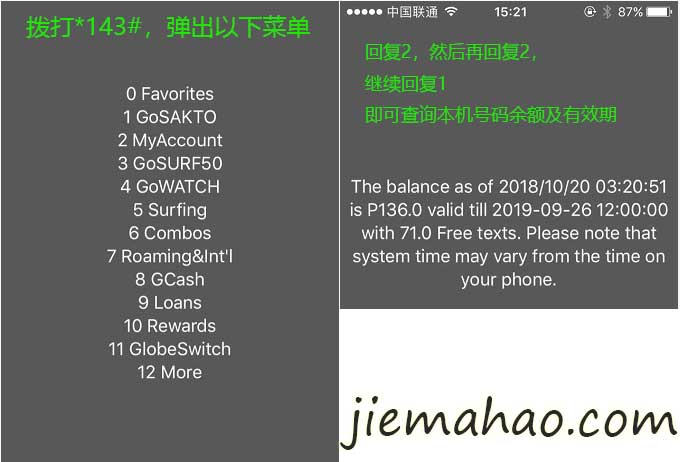 拨打*143#，弹出以下菜单
0 Favorites
1 GoSAKTO
2 MyAccount
3 GoSURF50
4 GoWATCH
5 Surfing
6 Combos
7 Roaming&Int'l
8 GCash
9 Loans
10 Rewards
11 GlobeSwitch
12 More
中国联通 15:21 87%
回复2，然后再回复2，
继续回复1
即可查询本机号码余额及有效期
The balance as of 2018/10/20 03:20:51
is P136.0 valid till 2019-09-26 12:00:00
with 71.0 Free texts. Please note that
system time may vary from the time on
your phone.
jiemahao.com